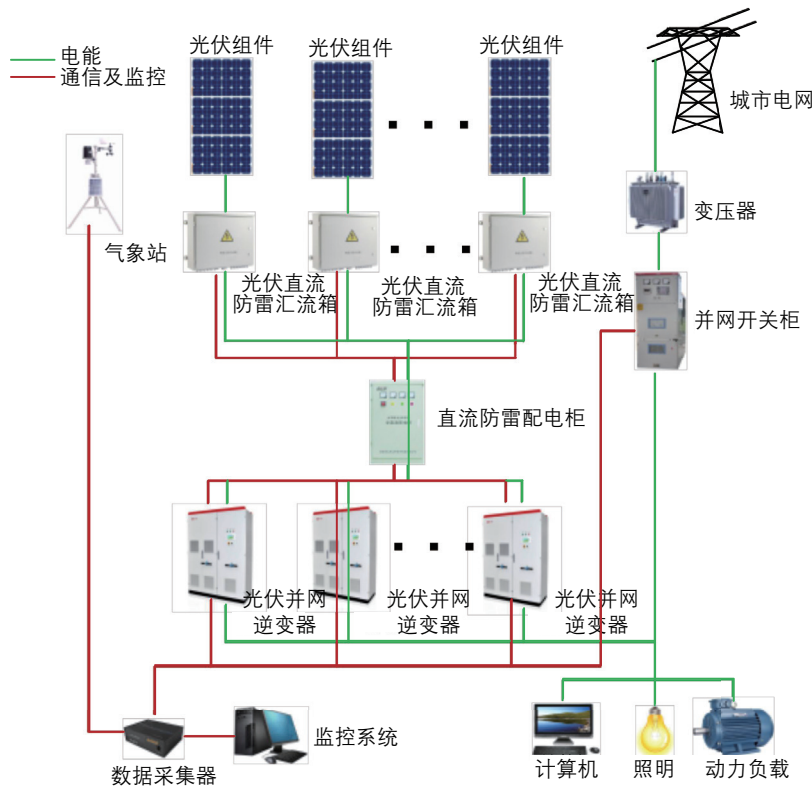 光伏组件
光伏组件
光伏组件
电能
通信及监控
城市电网
变压器
气象站
光伏直流
防雷汇流箱
光伏直流
防雷汇流箱
光伏直流
防雷汇流箱
并网开关柜
直流防雷配电柜
光伏并网
逆变器
光伏并网
逆变器
光伏并网
逆变器
监控系统
数据采集器
计算机
照明
动力负载